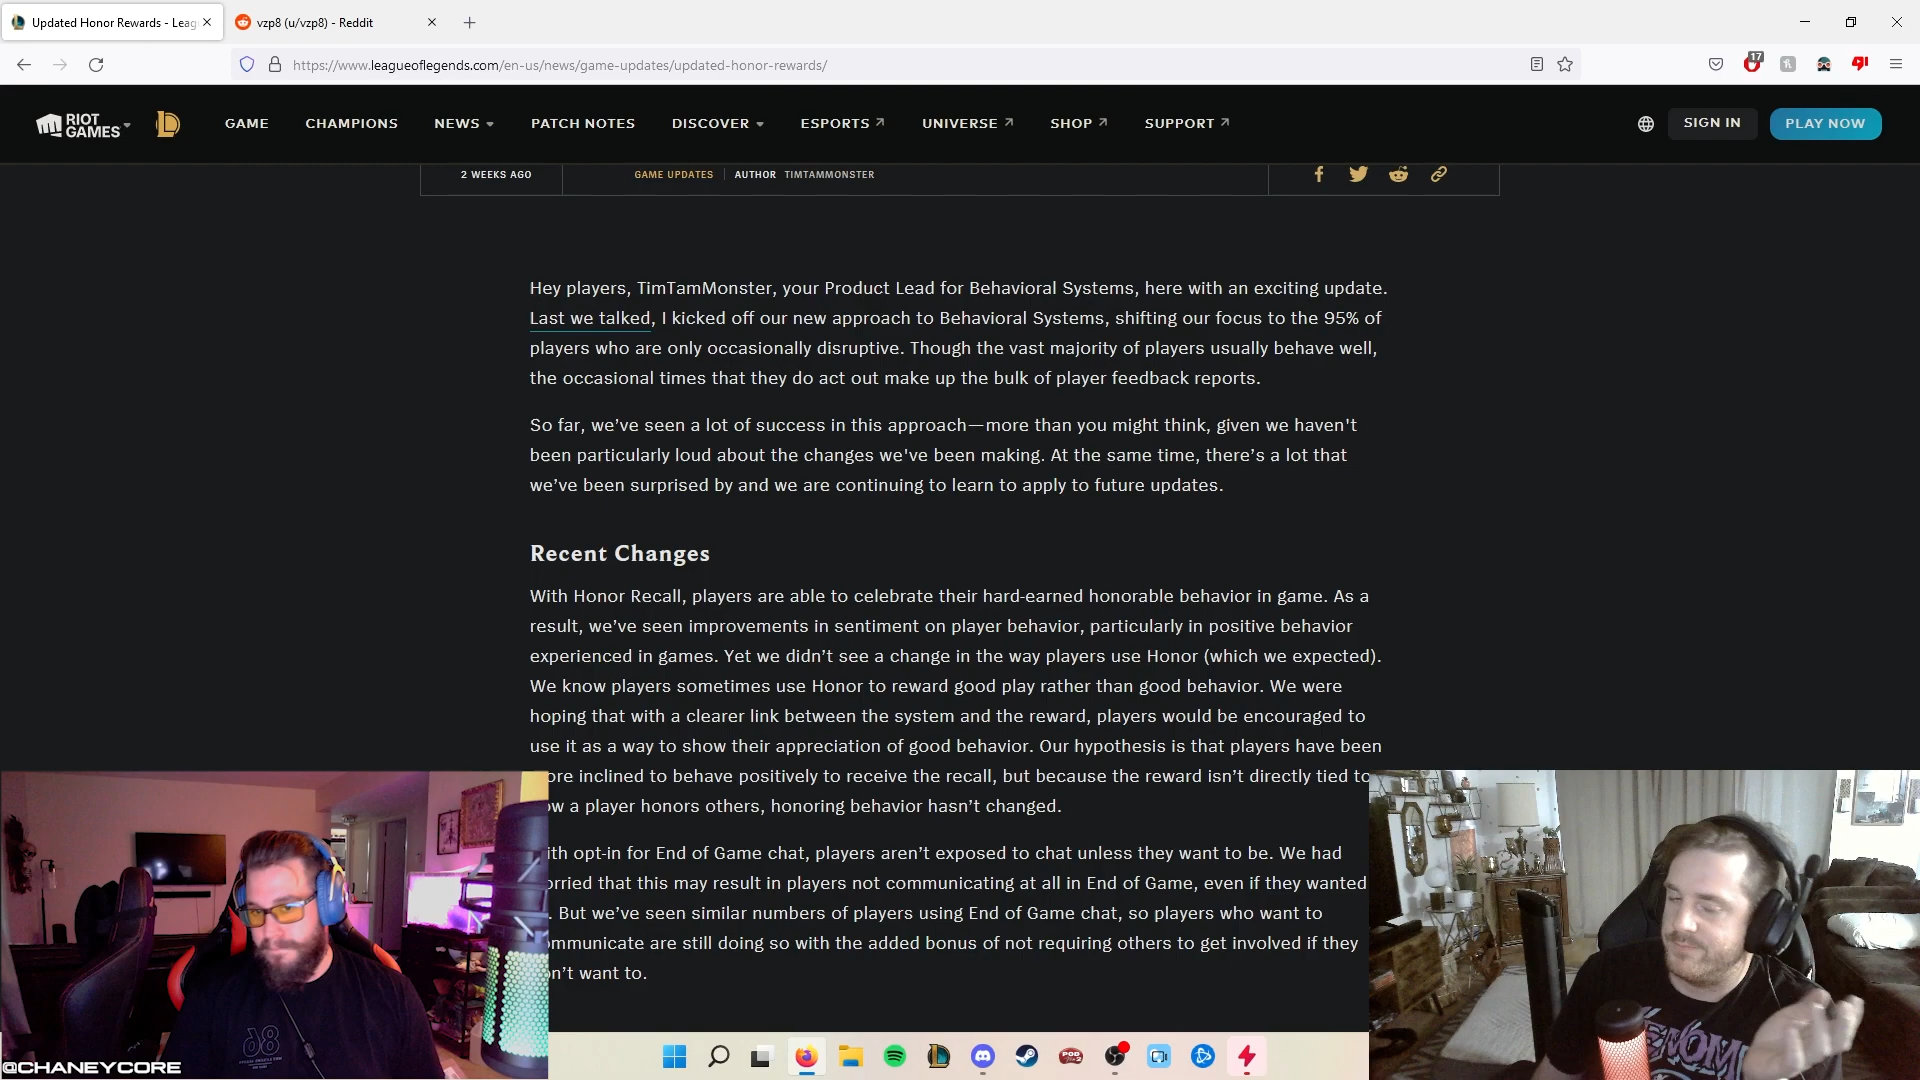 Updated Honor Rewards - Leag
vzp8 (u/vzp8) - Reddit
https://www.leagueoflegends.com/en-us/news/game-updates/updated-honor-rewards/
17
RIOT GAMES
GAME
CHAMPIONS
NEWS
PATCH NOTES
DISCOVER
ESPORTS
UNIVERSE
SHOP
SUPPORT
SIGN IN
PLAY NOW
2 WEEKS AGO
GAME UPDATES
AUTHOR TIMTAMMONSTER
Hey players, TimTamMonster, your Product Lead for Behavioral Systems, here with an exciting update.
Last we talked, I kicked off our new approach to Behavioral Systems, shifting our focus to the 95% of
players who are only occasionally disruptive. Though the vast majority of players usually behave well,
the occasional times that they do act out make up the bulk of player feedback reports.
So far, we’ve seen a lot of success in this approach—more than you might think, given we haven't
been particularly loud about the changes we've been making. At the same time, there’s a lot that
we’ve been surprised by and we are continuing to learn to apply to future updates.
Recent Changes
With Honor Recall, players are able to celebrate their hard-earned honorable behavior in game. As a
result, we’ve seen improvements in sentiment on player behavior, particularly in positive behavior
experienced in games. Yet we didn’t see a change in the way players use Honor (which we expected).
We know players sometimes use Honor to reward good play rather than good behavior. We were
hoping that with a clearer link between the system and the reward, players would be encouraged to
use it as a way to show their appreciation of good behavior. Our hypothesis is that players have been
ore inclined to behave positively to receive the recall, but because the reward isn’t directly tied to
ow a player honors others, honoring behavior hasn’t changed.
ith opt-in for End of Game chat, players aren’t exposed to chat unless they want to be. We had
orried that this may result in players not communicating at all in End of Game, even if they wanted
. But we’ve seen similar numbers of players using End of Game chat, so players who want to
ommunicate are still doing so with the added bonus of not requiring others to get involved if they
n’t want to.
@CHANEYCORE